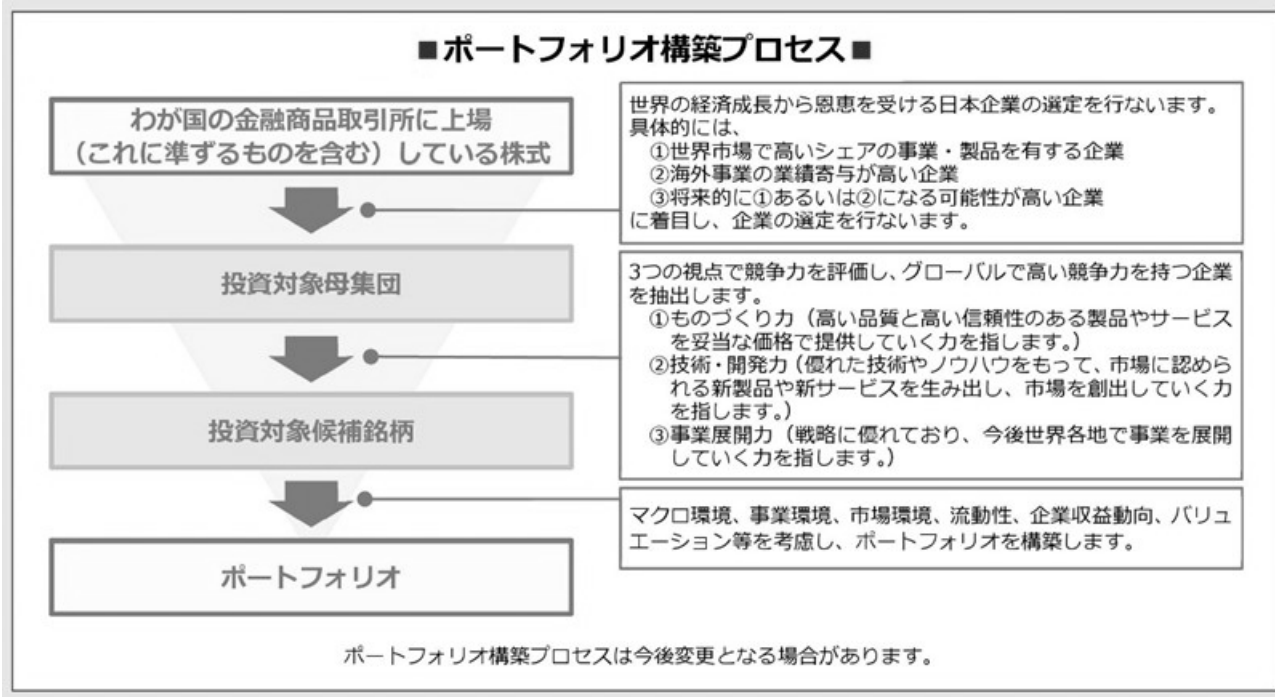 ■ポートフォリオ構築プロセス■
わが国の金融商品取引所に上場
（これに準ずるものを含む）している株式
世界の経済成長から恩恵を受ける日本企業の選定を行ないます。
具体的には、
①世界市場で高いシェアの事業・製品を有する企業
②海外事業の業績寄与が高い企業
③将来的に①あるいは②になる可能性が高い企業
に着目し、企業の選定を行ないます。
投資対象母集団
3つの視点で競争力を評価し、グローバルで高い競争力を持つ企業
を抽出します。
①ものづくり力（高い品質と高い信頼性のある製品やサービス
を妥当な価格で提供していく力を指します。）
②技術・開発力（優れた技術やノウハウをもって、市場に認めら
れる新製品や新サービスを生み出し、市場を創出していく力
を指します。）
③事業展開力（戦略に優れており、今後世界各地で事業を展開
していく力を指します。）
投資対象候補銘柄
マクロ環境、事業環境、市場環境、流動性、企業収益動向、バリュ
エーション等を考慮し、ポートフォリオを構築します。
ポートフォリオ
ポートフォリオ構築プロセスは今後変更となる場合があります。